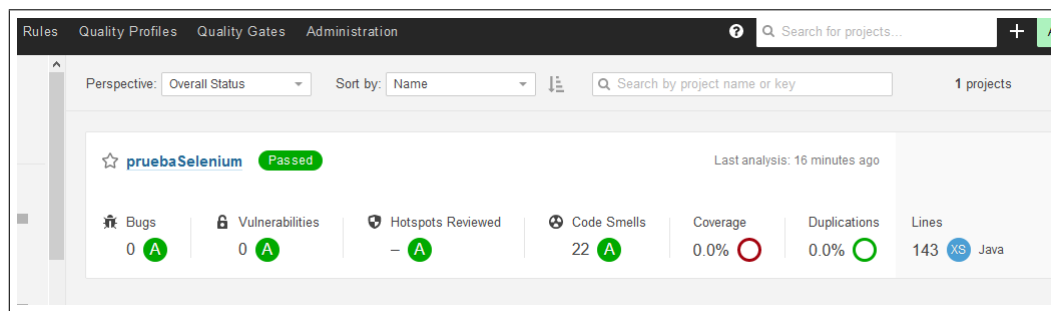 Rules Quality Profiles Quality Gates Administration ? Search for projects... + A
Perspective: Overall Status Sort by: Name Search by project name or key 1 projects
pruebaSelenium Passed Last analysis: 16 minutes ago
Bugs Vulnerabilities Hotspots Reviewed Code Smells Coverage Duplications Lines
0 A 0 A – A 22 A 0.0% 0.0% 143 XS Java